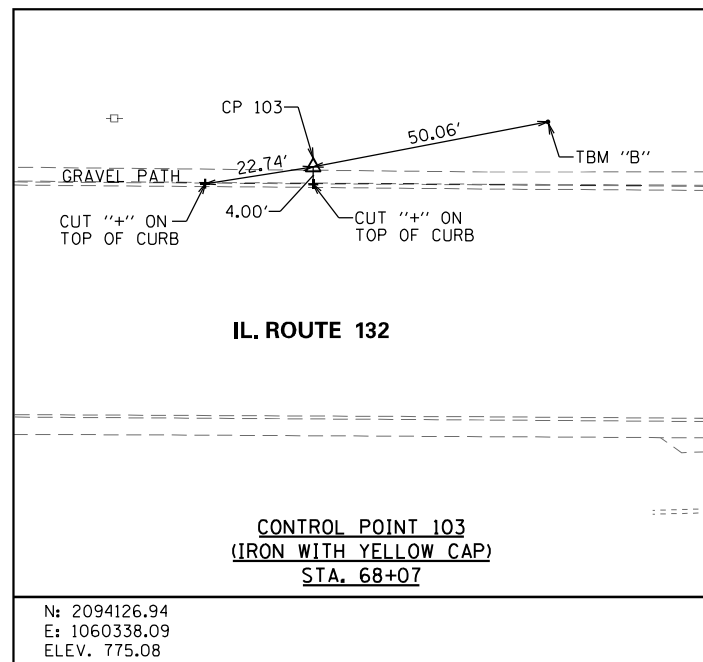 CP 103
50.06'
TBM "B"
22.74'
GRAVEL PATH
4.00'
CUT "+" ON
TOP OF CURB
CUT "+" ON
TOP OF CURB
IL. ROUTE 132
CONTROL POINT 103
(IRON WITH YELLOW CAP)
STA. 68+07
N: 2094126.94
E: 1060338.09
ELEV. 775.08